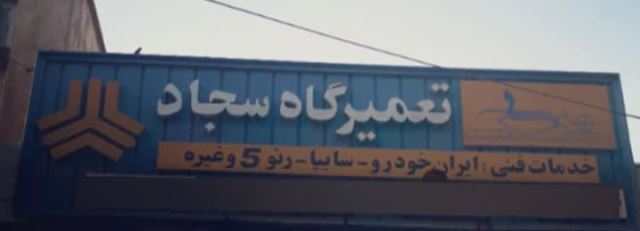 تعمیرگاه سجاد
خدمات فنی : ایران خودرو - سایپا - رنو 5 وغیره